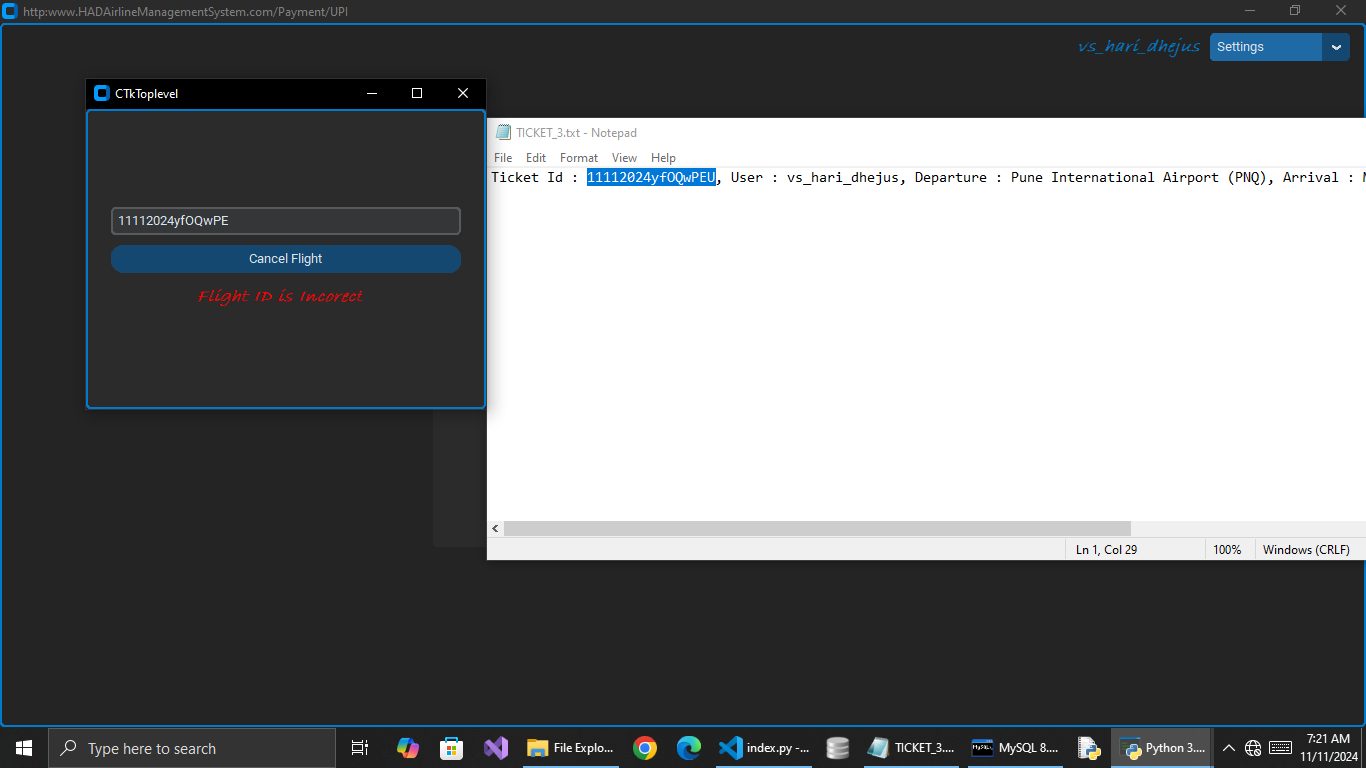 http:www.HADAirlineManagementSystem.com/Payment/UPI
vs_hari_dhejus
Settings
CTkToplevel
11112024yfOQwPE
Cancel Flight
Flight ID is Incorect
TICKET_3.txt - Notepad
File Edit Format View Help
Ticket Id : 11112024yfOQwPEU, User : vs_hari_dhejus, Departure : Pune International Airport (PNQ), Arrival :
Ln 1, Col 29 100% Windows (CRLF)
Type here to search
File Explo...
index.py -...
TICKET_3....
MySQL 8....
Python 3....
7:21 AM
11/11/2024